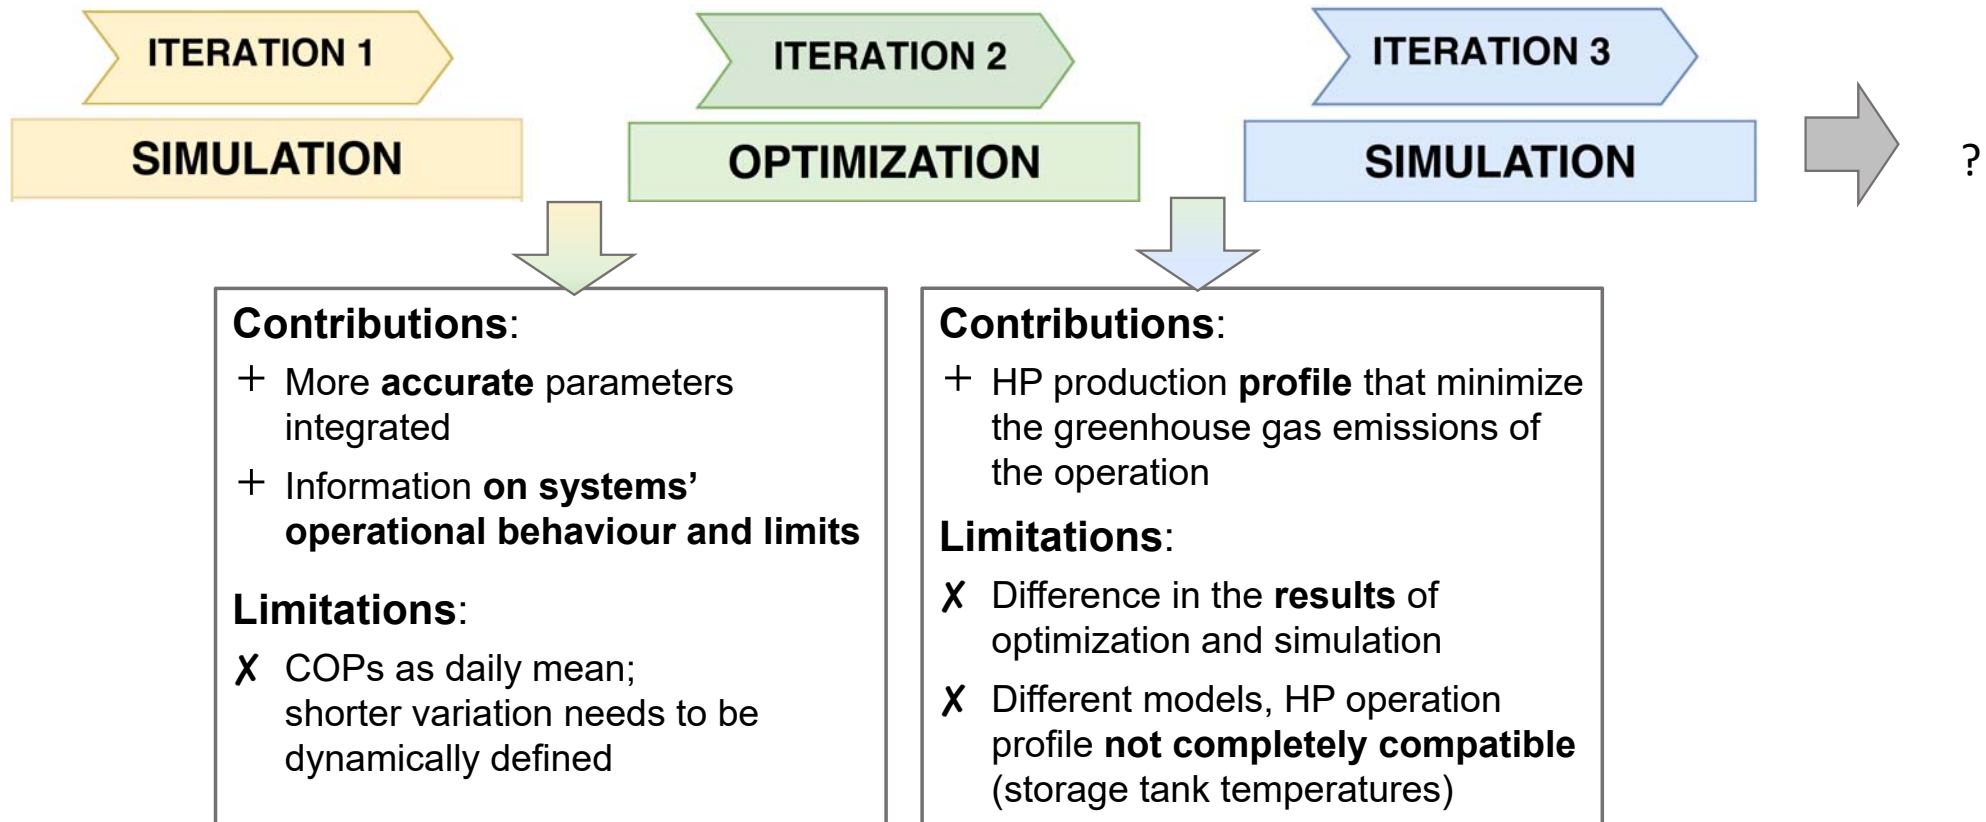 ITERATION 1
SIMULATION
ITERATION 2
OPTIMIZATION
ITERATION 3
SIMULATION
?
Contributions:
+ More accurate parameters
integrated
+ Information on systems’
operational behaviour and limits
Limitations:
✗ COPs as daily mean;
shorter variation needs to be
dynamically defined
Contributions:
+ HP production profile that minimize
the greenhouse gas emissions of
the operation
Limitations:
✗ Difference in the results of
optimization and simulation
✗ Different models, HP operation
profile not completely compatible
(storage tank temperatures)